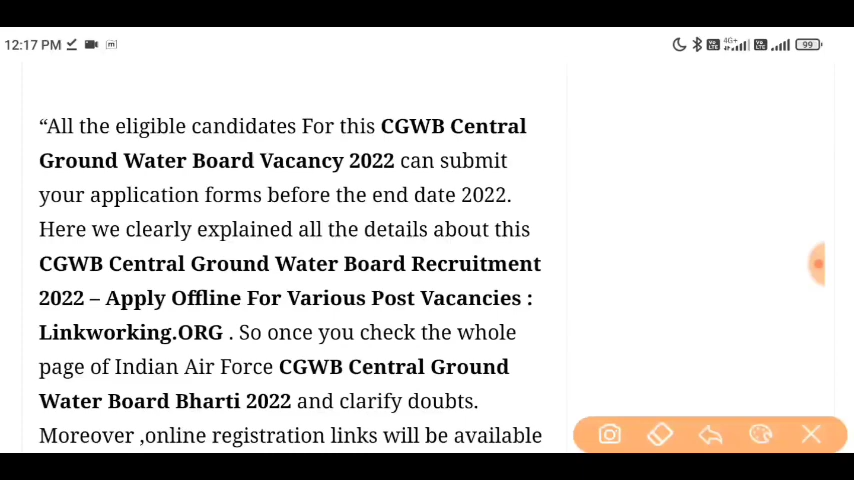 12:17 PM
4G+
Vo
LTE
99
“All the eligible candidates For this CGWB Central
Ground Water Board Vacancy 2022 can submit
your application forms before the end date 2022.
Here we clearly explained all the details about this
CGWB Central Ground Water Board Recruitment
2022 – Apply Offline For Various Post Vacancies :
Linkworking.ORG . So once you check the whole
page of Indian Air Force CGWB Central Ground
Water Board Bharti 2022 and clarify doubts.
Moreover ,online registration links will be available